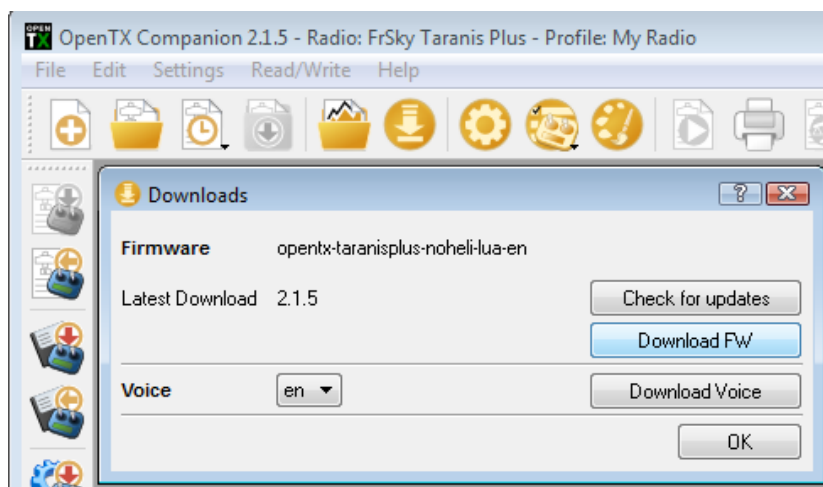 OPEN TX OpenTX Companion 2.1.5 - Radio: FrSky Taranis Plus - Profile: My Radio
File Edit Settings Read/Write Help
Downloads
Firmware opentx-taranisplus-noheli-lua-en
Latest Download 2.1.5 Check for updates
Download FW
Voice en Download Voice
OK